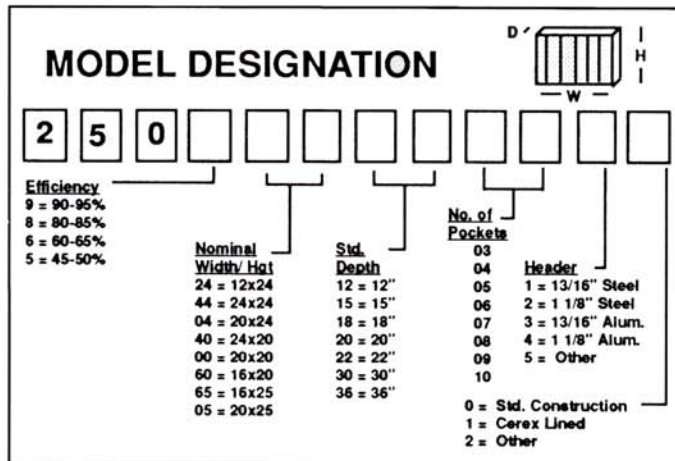 MODEL DESIGNATION
D
H
W
2 5 0
Efficiency
9 = 90-95%
8 = 80-85%
6 = 60-65%
5 = 45-50%
Nominal
Width/ Hgt
24 = 12x24
44 = 24x24
04 = 20x24
40 = 24x20
00 = 20x20
60 = 16x20
65 = 16x25
05 = 20x25
Std.
Depth
12 = 12"
15 = 15"
18 = 18"
20 = 20"
22 = 22"
30 = 30"
36 = 36"
No. of
Pockets
03
04
05
06
07
08
09
10
Header
1 = 13/16" Steel
2 = 1 1/8" Steel
3 = 13/16" Alum.
4 = 1 1/8" Alum.
5 = Other
0 = Std. Construction
1 = Cerex Lined
2 = Other